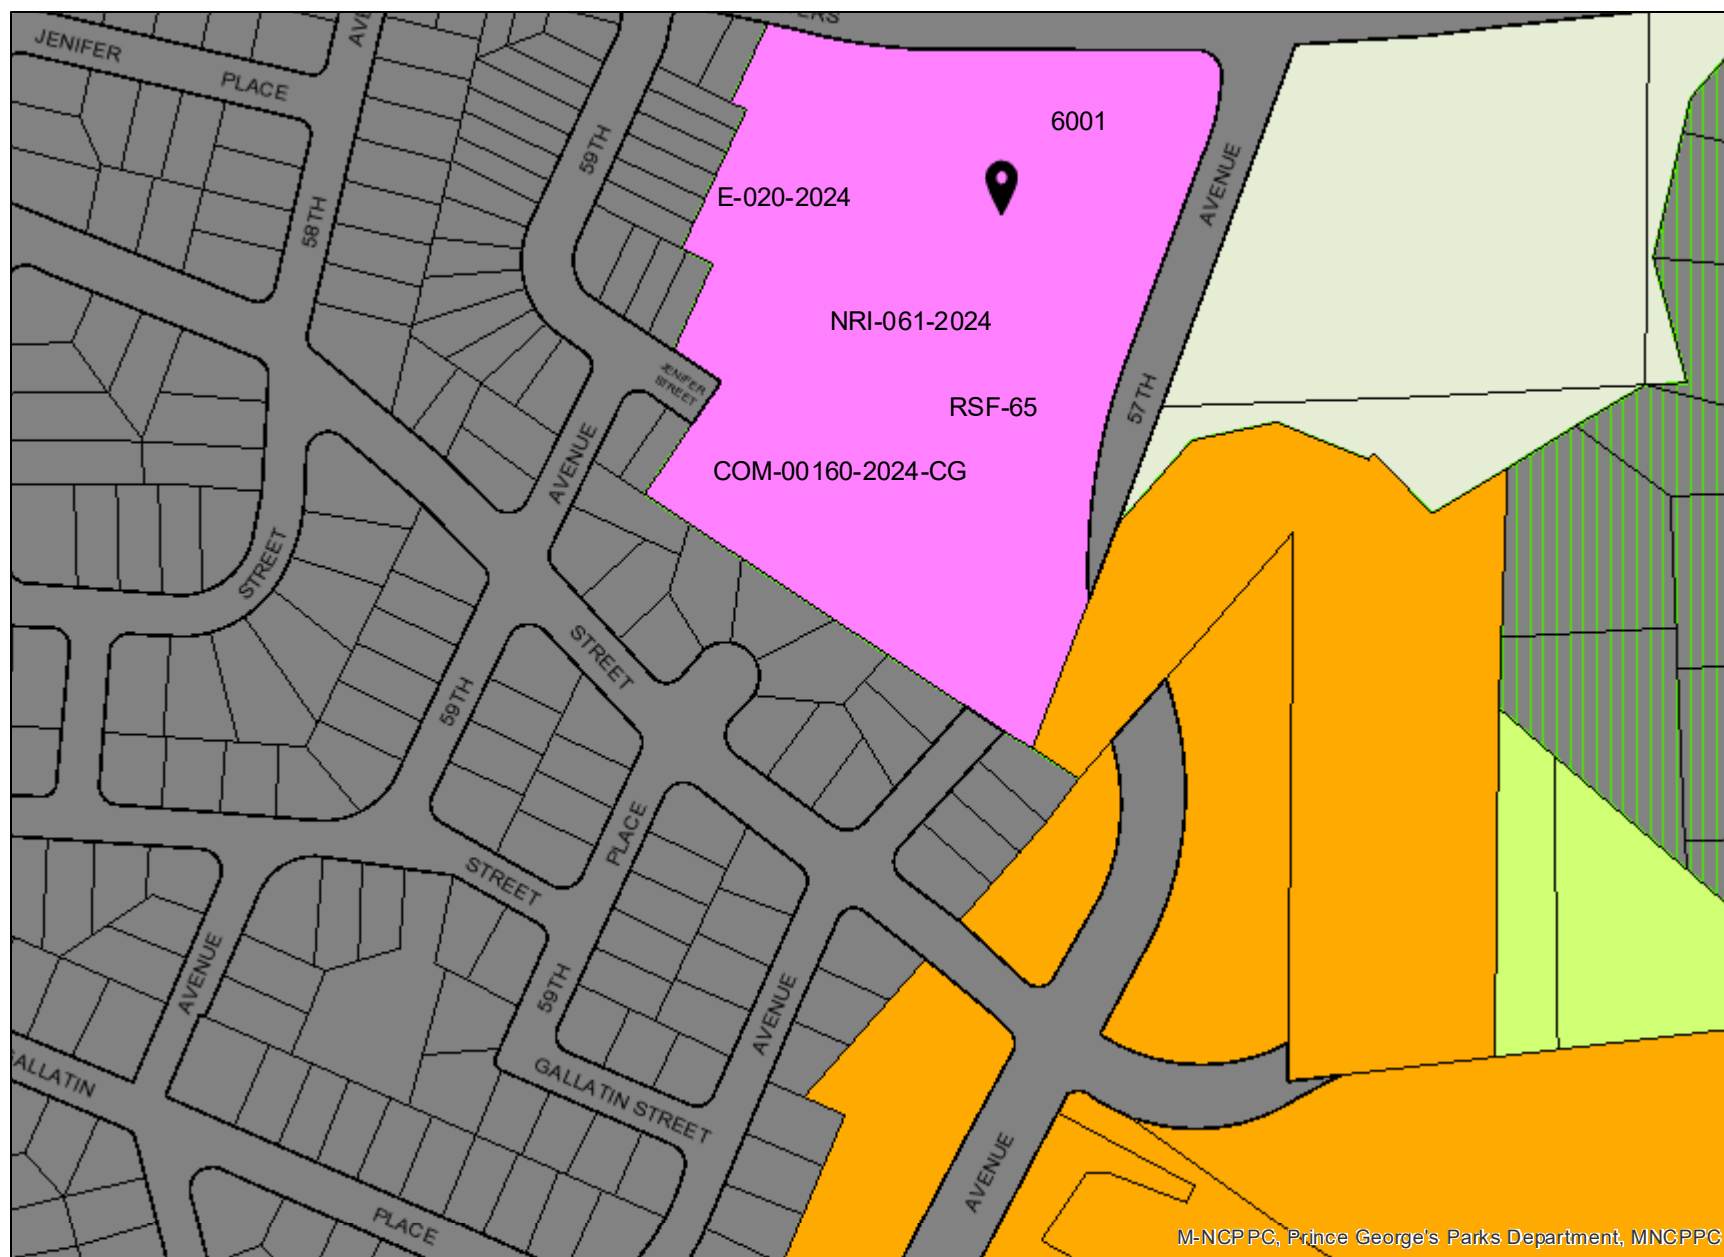 ERS
JENIFER
PLACE
AVE
59TH
58TH
6001
E-020-2024
AVENUE
NRI-061-2024
JENIFER
STREET
RSF-65
57TH
COM-00160-2024-CG
AVENUE
STREET
STREET
59TH
PLACE
STREET
AVENUE
59TH
AVENUE
GALLATIN
GALLATIN STREET
AVENUE
PLACE
M-NCPPC, Prince George's Parks Department, MNCPPC